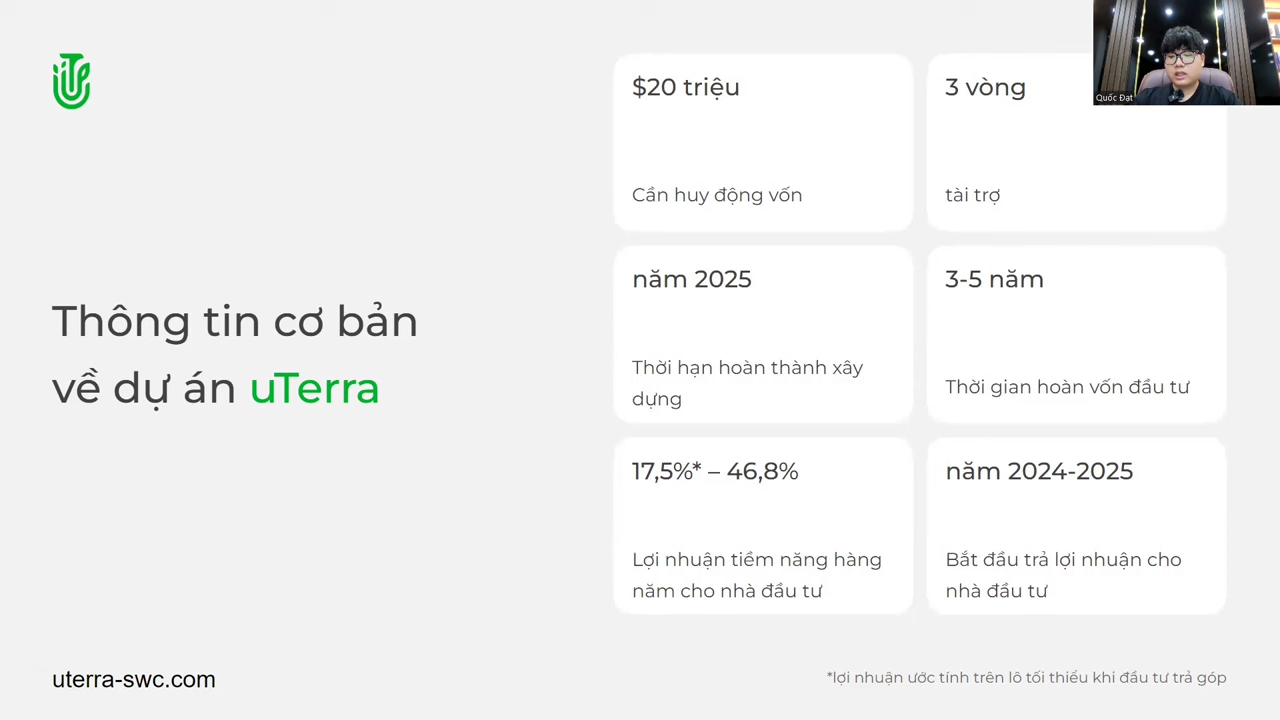 $20 triệu
Cần huy động vốn
3 vòng
tài trợ
Quốc Đạt
Thông tin cơ bản
về dự án uTerra
năm 2025
Thời hạn hoàn thành xây
dựng
3-5 năm
Thời gian hoàn vốn đầu tư
17,5%* – 46,8%
Lợi nhuận tiềm năng hàng
năm cho nhà đầu tư
năm 2024-2025
Bắt đầu trả lợi nhuận cho
nhà đầu tư
uterra-swc.com
*lợi nhuận ước tính trên lô tối thiểu khi đầu tư trả góp